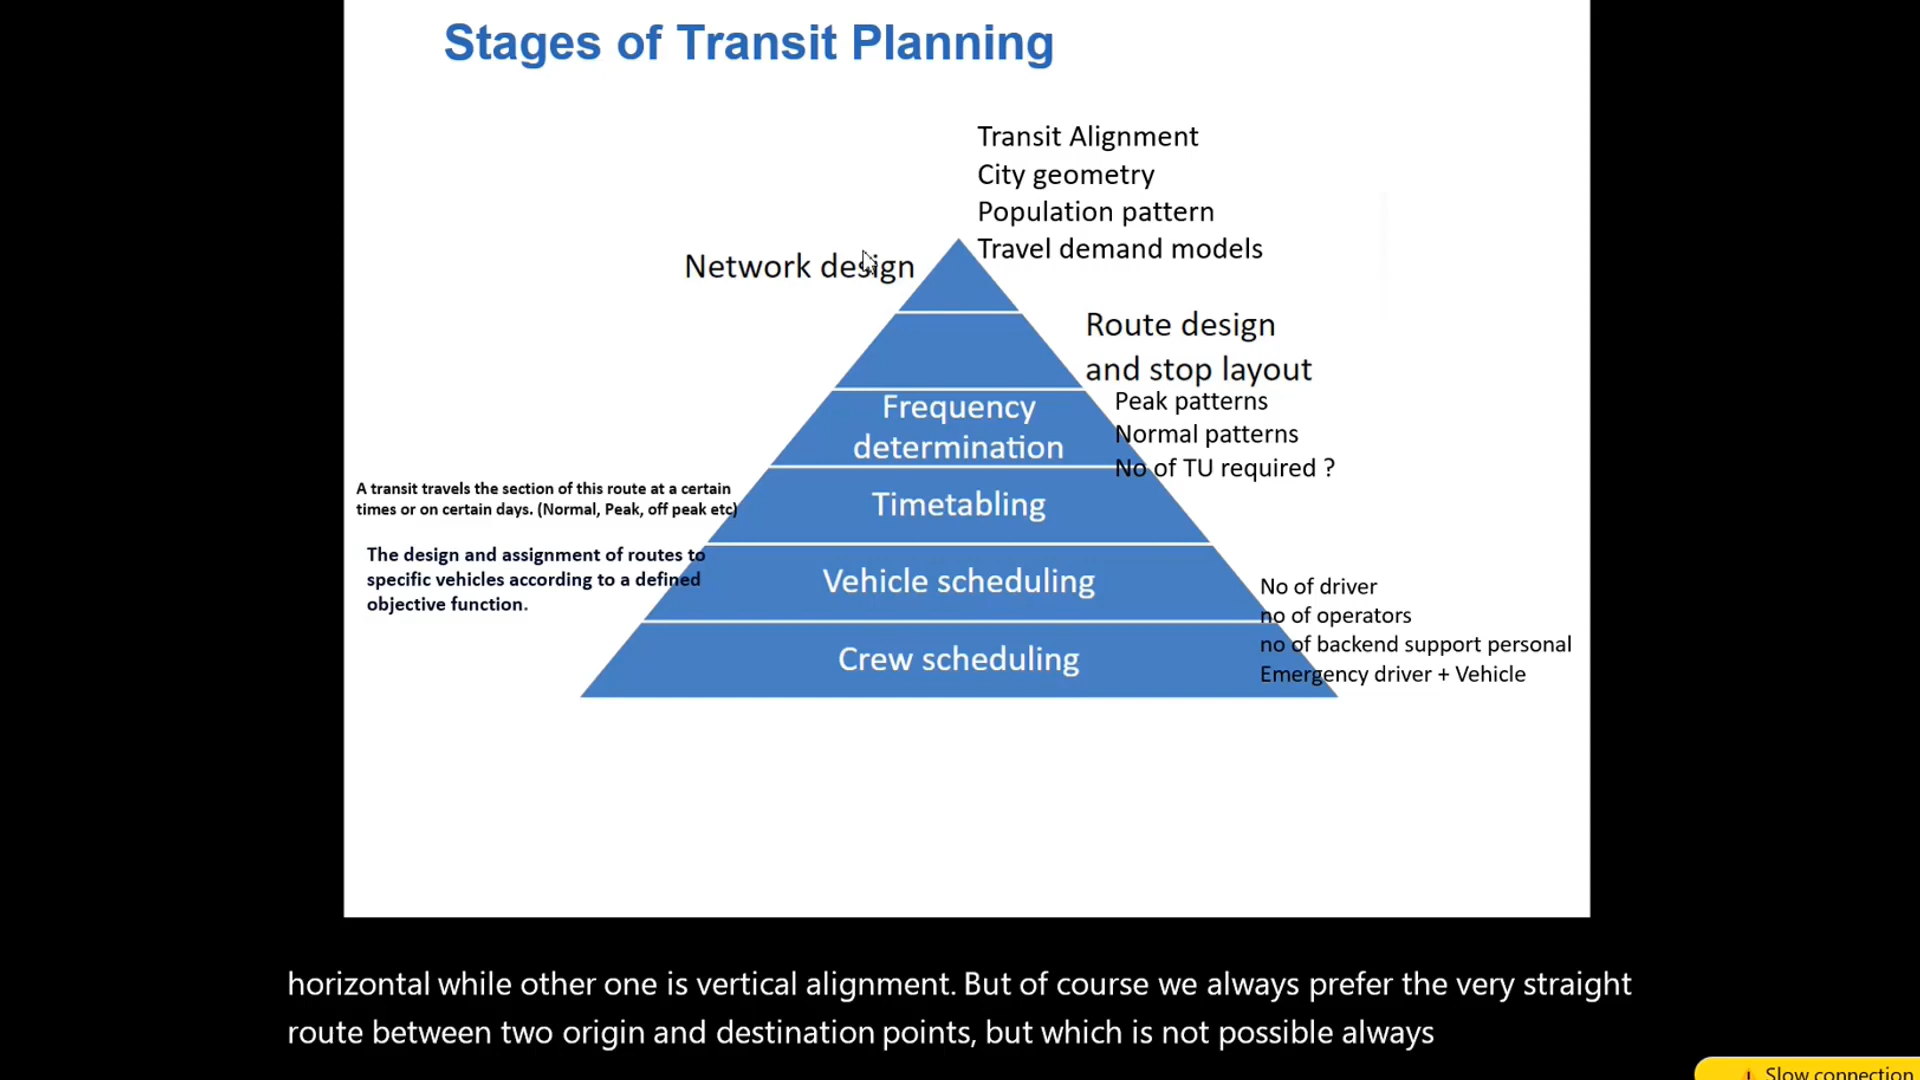 Stages of Transit Planning
Transit Alignment
City geometry
Population pattern
Travel demand models
Network design
Route design
and stop layout
Frequency
determination
Peak patterns
Normal patterns
No of TU required ?
A transit travels the section of this route at a certain
times or on certain days. (Normal, Peak, off peak etc)
Timetabling
The design and assignment of routes to
specific vehicles according to a defined
objective function.
Vehicle scheduling
No of driver
no of operators
no of backend support personal
Emergency driver + Vehicle
Crew scheduling
horizontal while other one is vertical alignment. But of course we always prefer the very straight
route between two origin and destination points, but which is not possible always
Slow connection